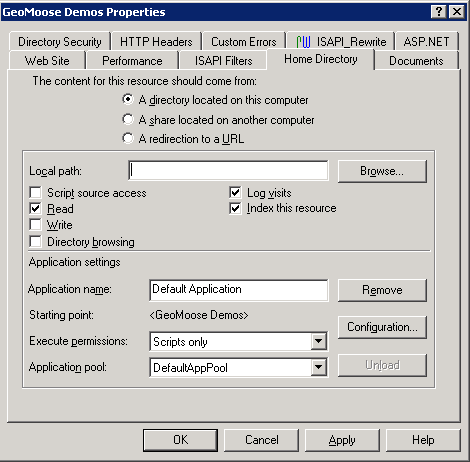 GeoMoose Demos Properties
Directory Security HTTP Headers Custom Errors ISAPI_Rewrite ASP.NET
Web Site Performance ISAPI Filters Home Directory Documents
The content for this resource should come from:
A directory located on this computer
A share located on another computer
A redirection to a URL
Local path: Browse...
Script source access Log visits
Read Index this resource
Write
Directory browsing
Application settings
Application name: Default Application Remove
Starting point: <GeoMoose Demos>
Configuration...
Execute permissions: Scripts only
Application pool: DefaultAppPool Unload
OK Cancel Apply Help